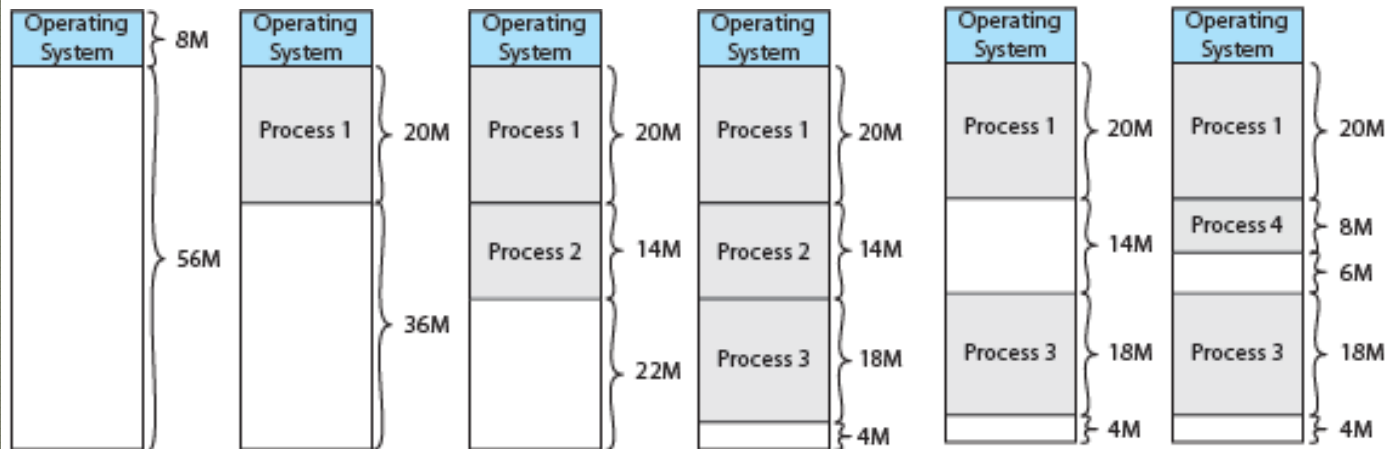 Operating
System
8M
56M
Operating
System
Process 1
20M
36M
Operating
System
Process 1
20M
Process 2
14M
22M
Operating
System
Process 1
20M
Process 2
14M
Process 3
18M
4M
Operating
System
Process 1
20M
14M
Process 3
18M
4M
Operating
System
Process 1
20M
Process 4
8M
6M
Process 3
18M
4M